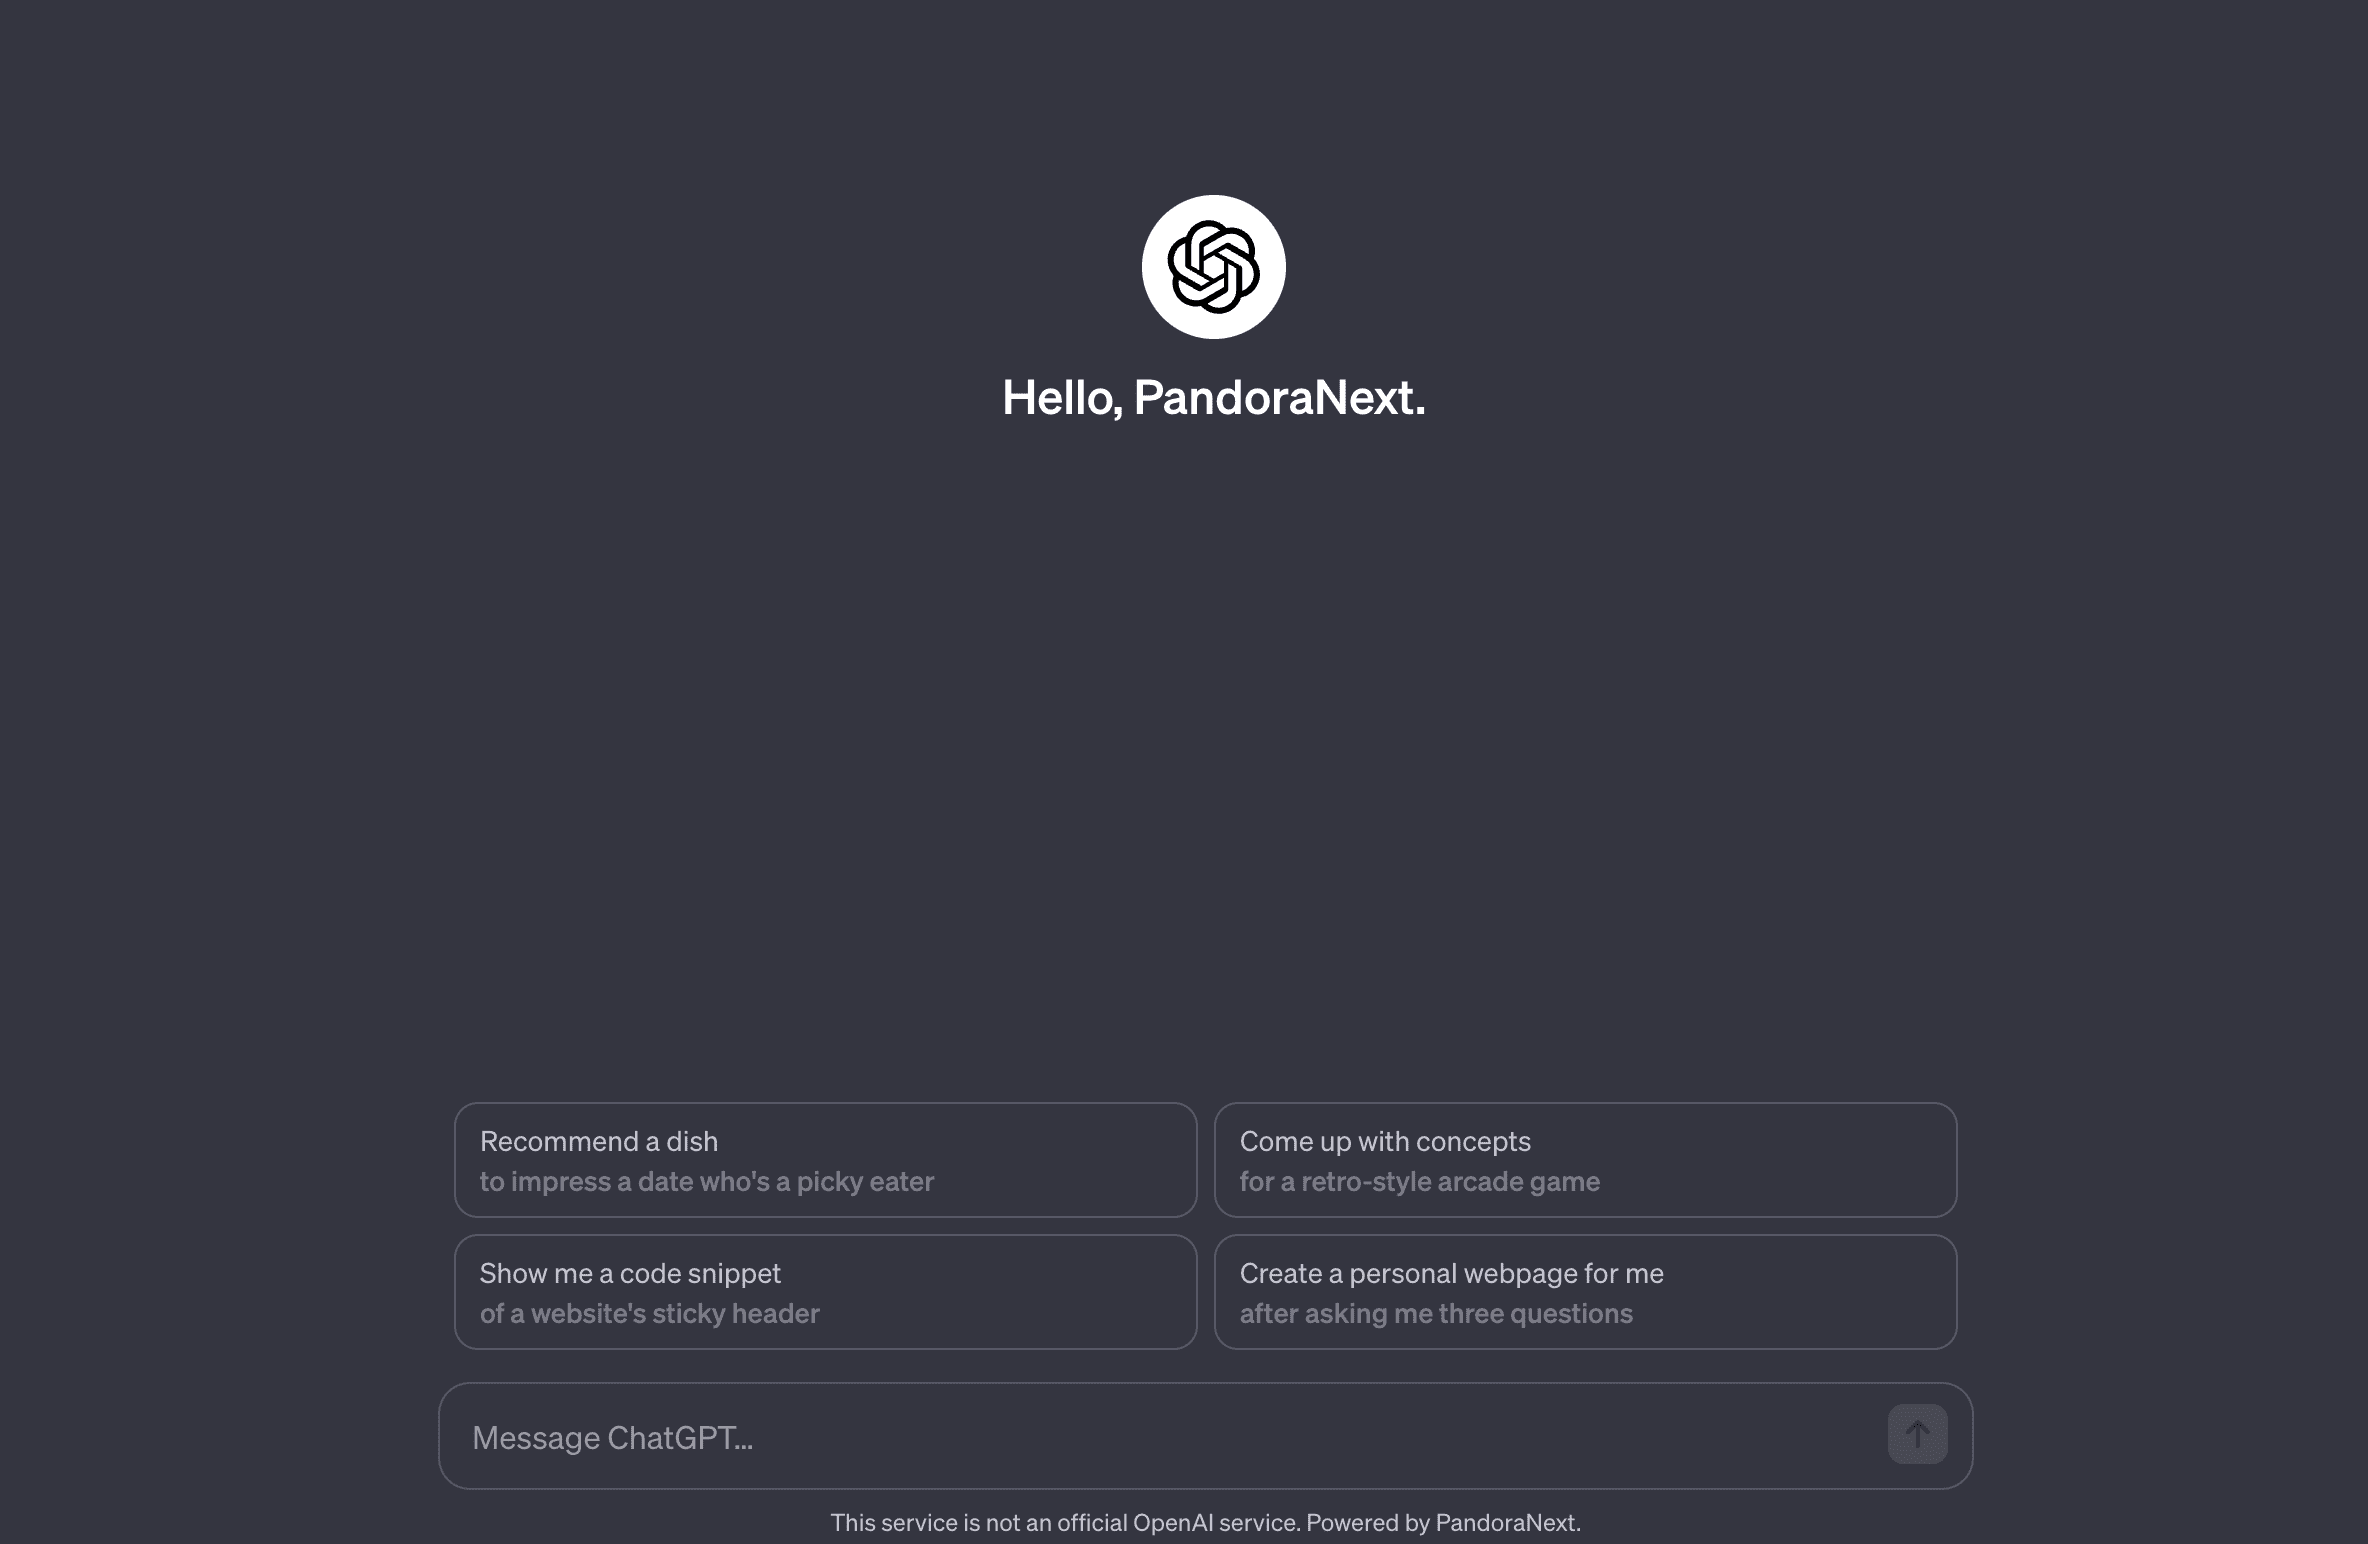 Hello, PandoraNext.
Recommend a dish
to impress a date who's a picky eater
Come up with concepts
for a retro-style arcade game
Show me a code snippet
of a website's sticky header
Create a personal webpage for me
after asking me three questions
Message ChatGPT...
This service is not an official OpenAI service. Powered by PandoraNext.